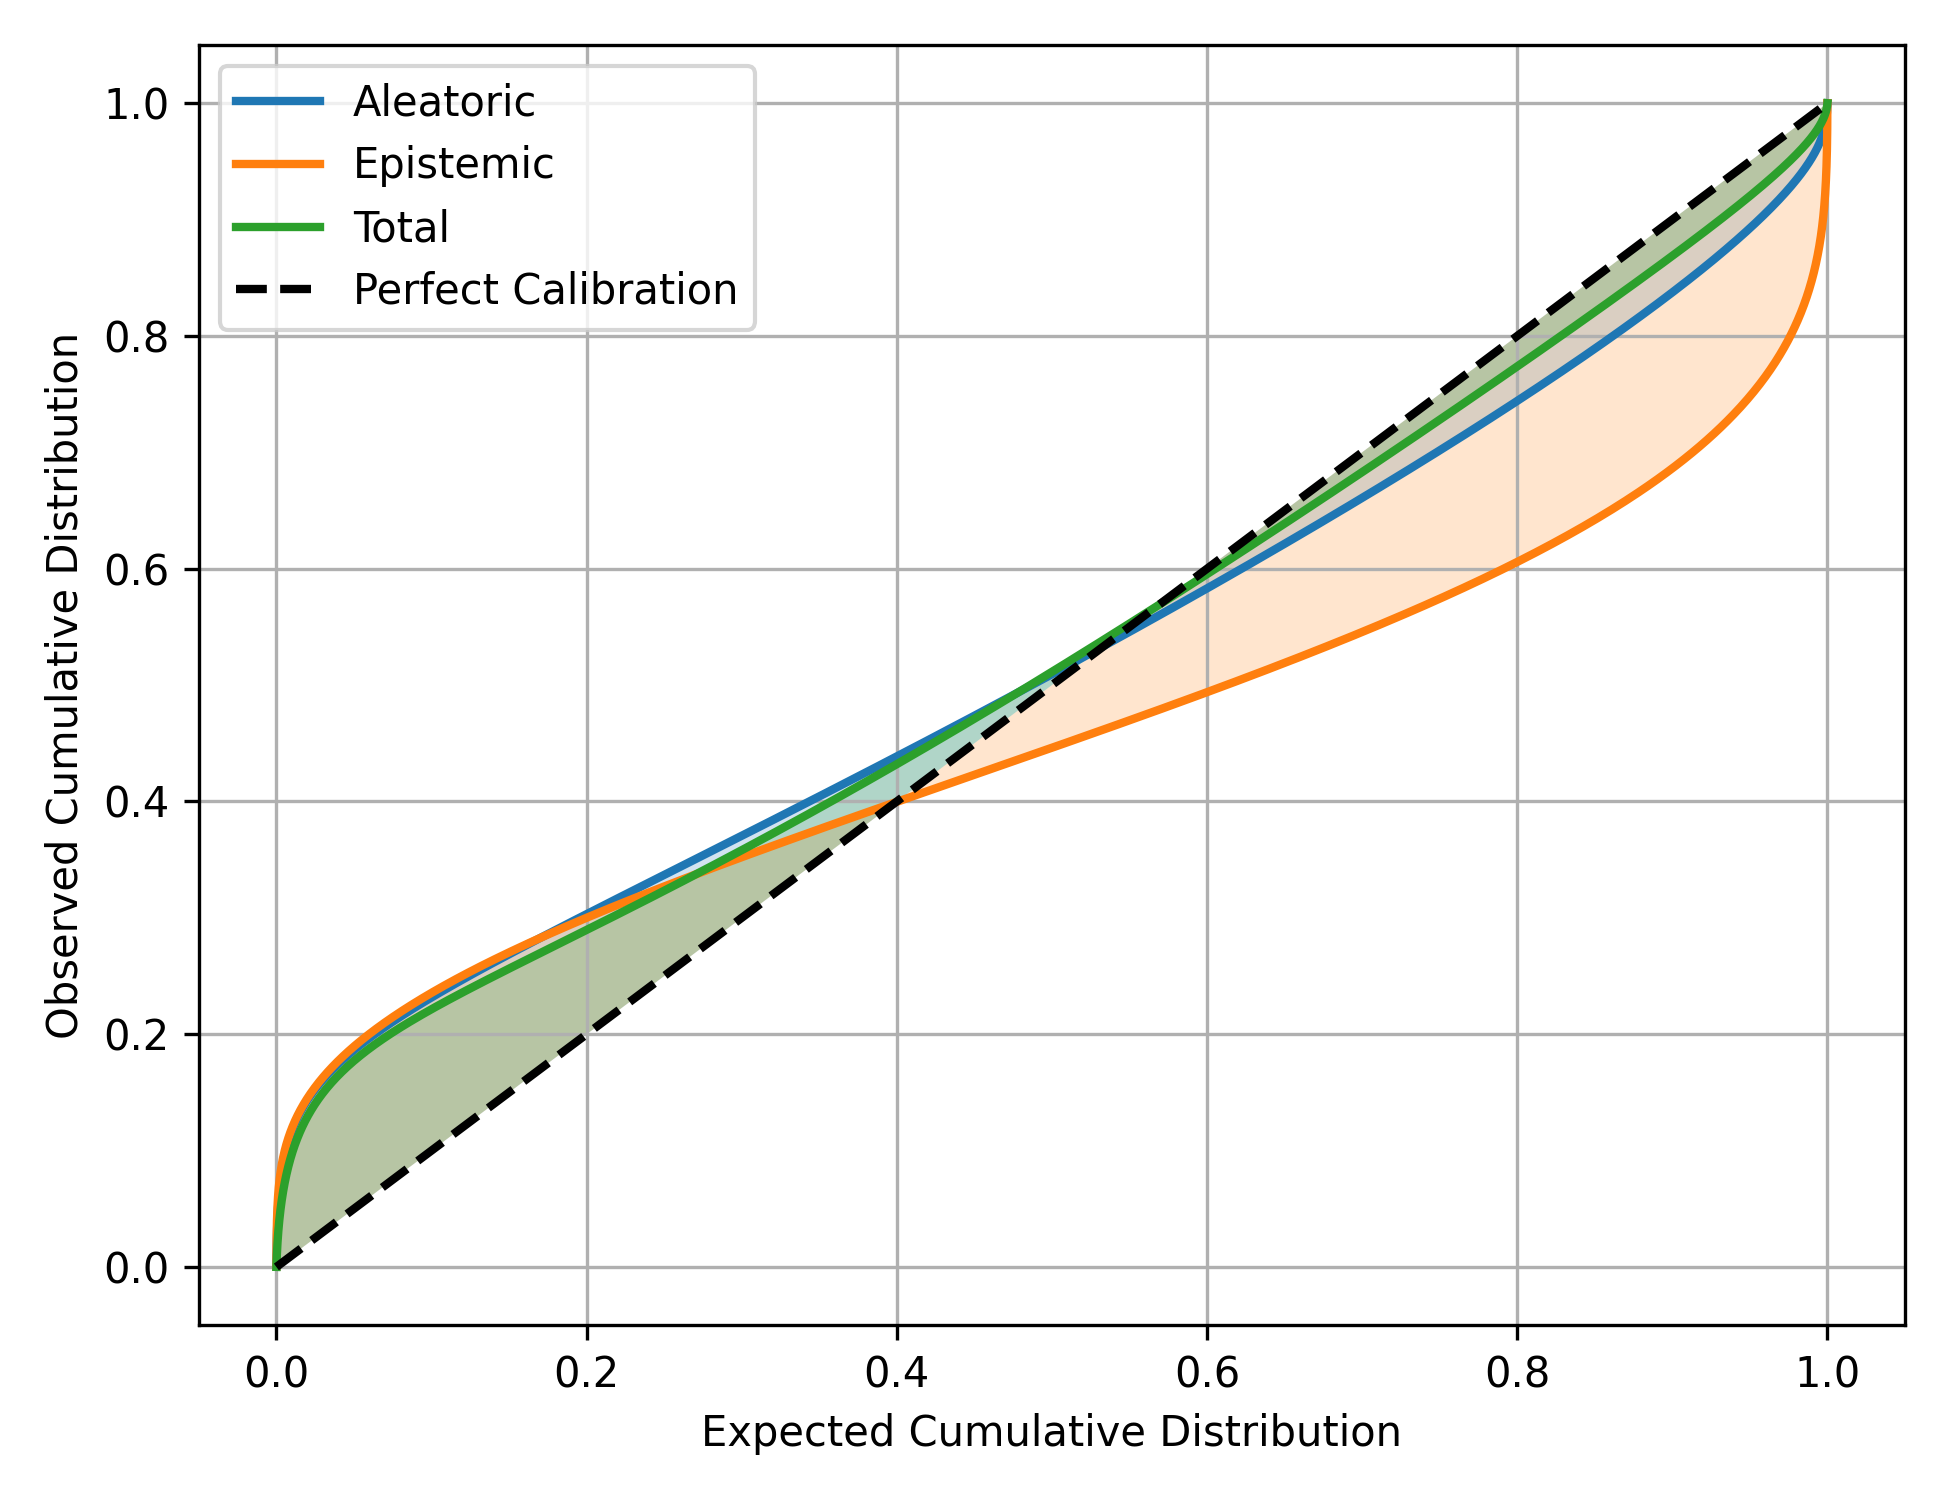 Aleatoric
Epistemic
Total
Perfect Calibration
Observed Cumulative Distribution
1.0
0.8
0.6
0.4
0.2
0.0
0.0 0.2 0.4 0.6 0.8 1.0
Expected Cumulative Distribution